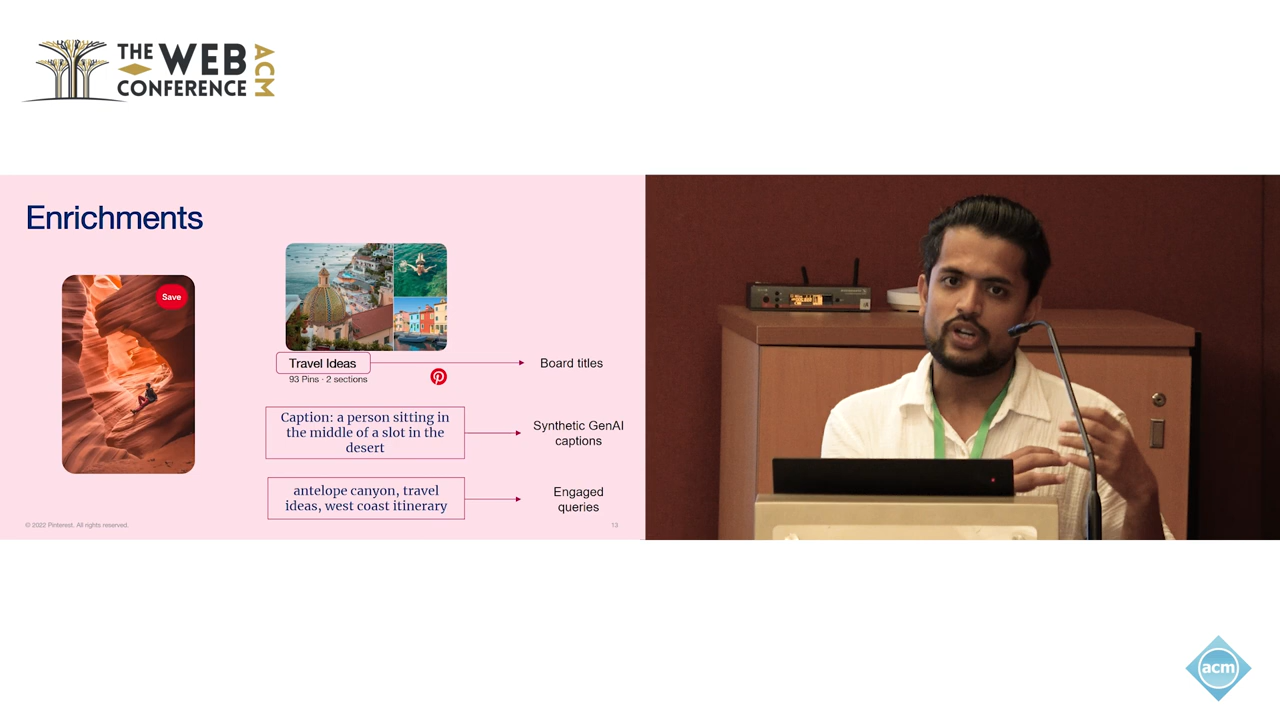 THE WEB
CONFERENCE
ACM
Enrichments
Save
Travel Ideas
93 Pins · 2 sections
Board titles
Caption: a person sitting in
the middle of a slot in the
desert
Synthetic GenAI
captions
antelope canyon, travel
ideas, west coast itinerary
Engaged
queries
© 2022 Pinterest. All rights reserved.
13
acm